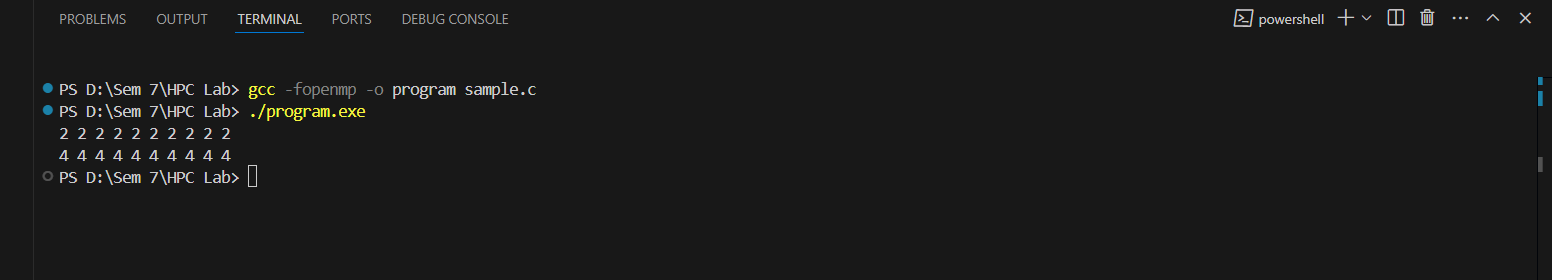 PROBLEMS OUTPUT TERMINAL PORTS DEBUG CONSOLE powershell
PS D:\Sem 7\HPC Lab> gcc -fopenmp -o program sample.c
PS D:\Sem 7\HPC Lab> ./program.exe
2 2 2 2 2 2 2 2 2 2
4 4 4 4 4 4 4 4 4 4
PS D:\Sem 7\HPC Lab>